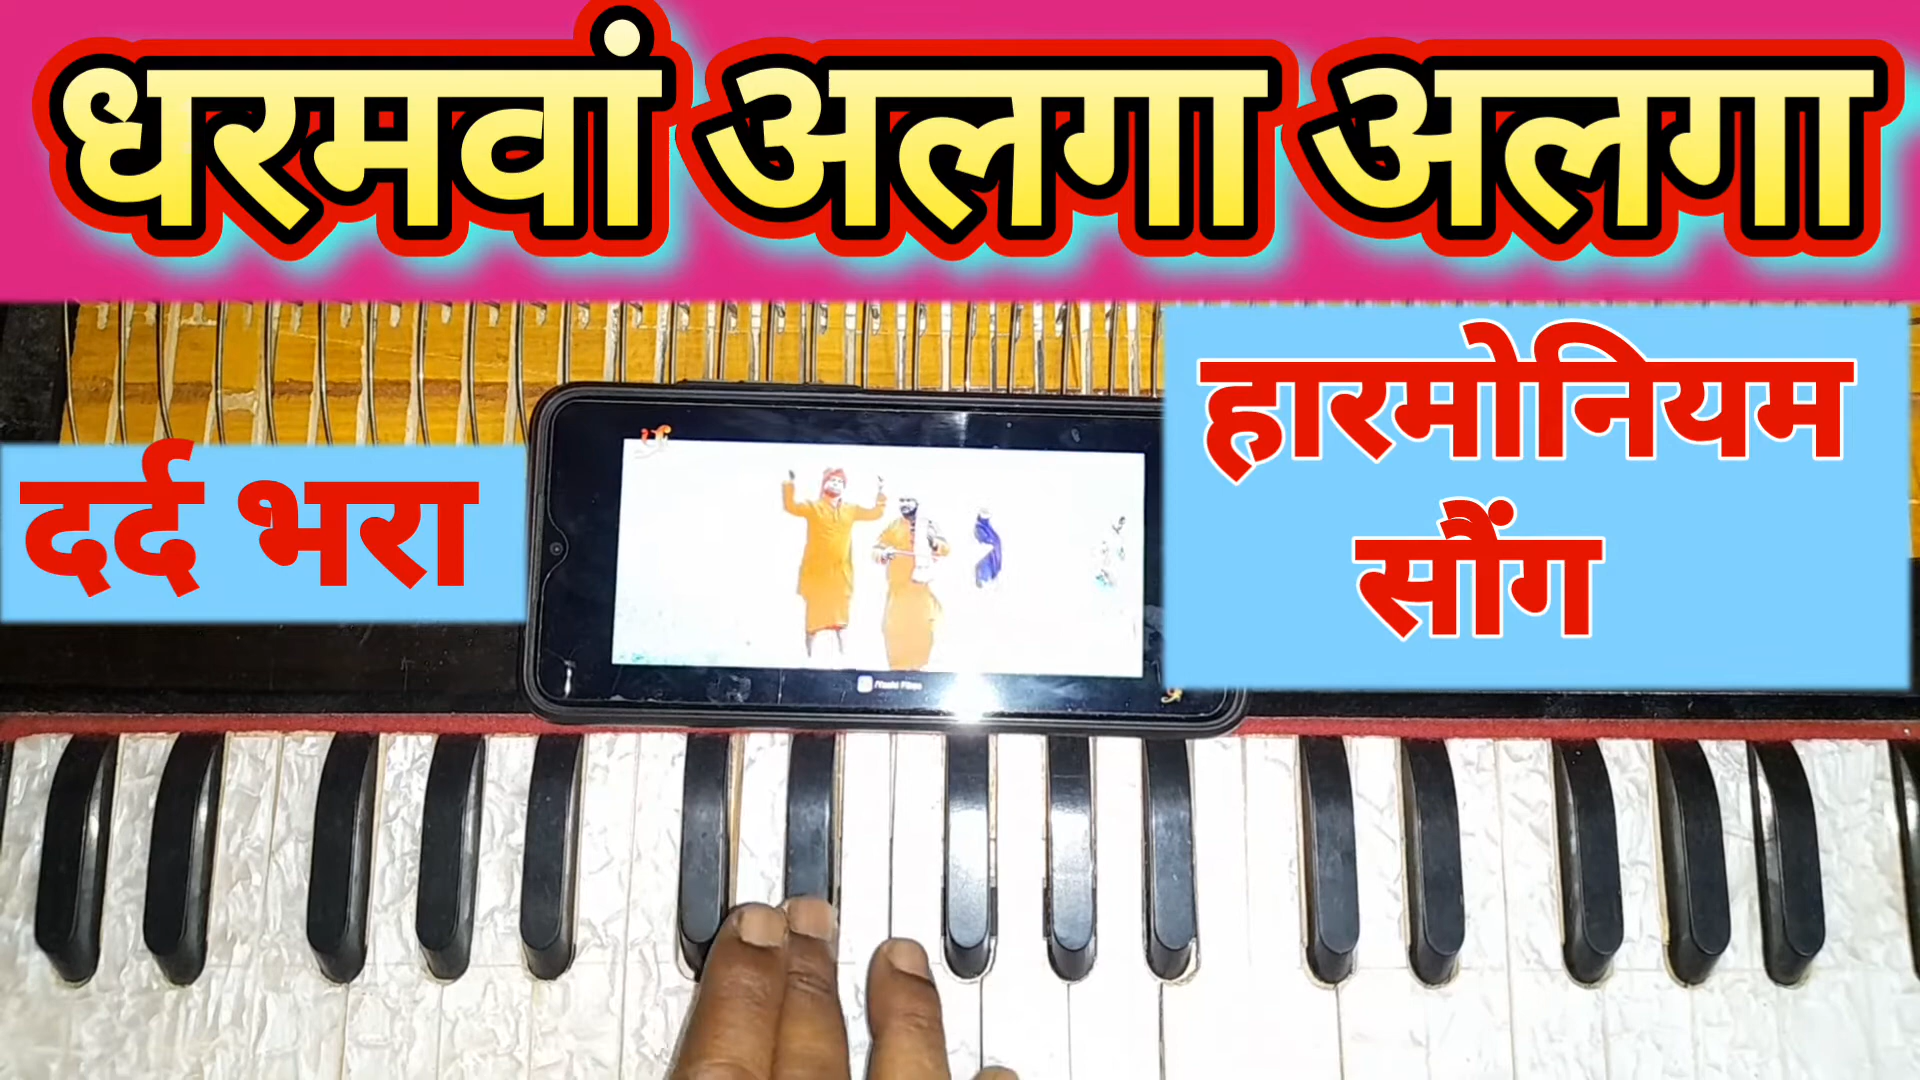 धरमवां अलगा अलगा
हारमोनियम
दर्द भरा
सौंग